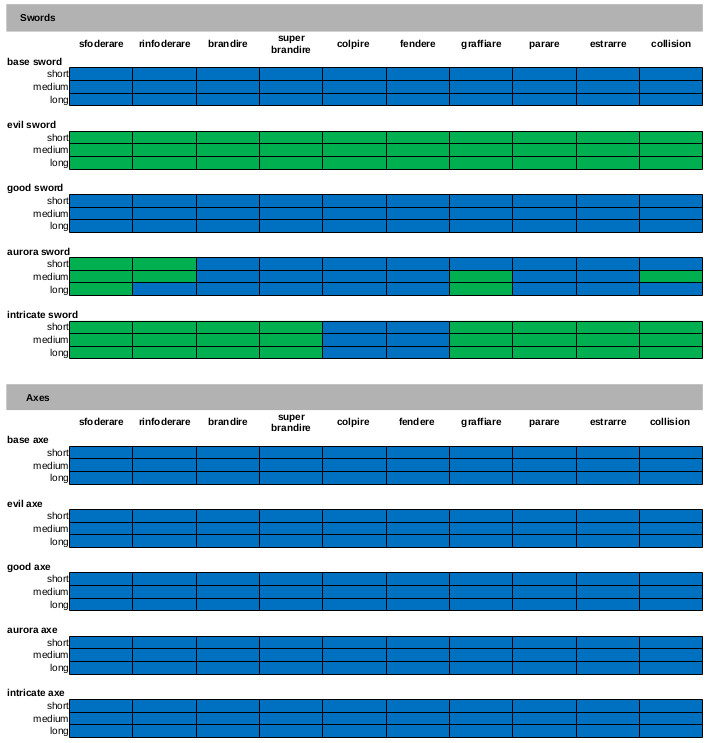 Swords
sfoderare rinfoderare brandire super brandire colpire fendere graffiare parare estrarre collision
base sword
short
medium
long
evil sword
short
medium
long
good sword
short
medium
long
aurora sword
short
medium
long
intricate sword
short
medium
long
Axes
sfoderare rinfoderare brandire super brandire colpire fendere graffiare parare estrarre collision
base axe
short
medium
long
evil axe
short
medium
long
good axe
short
medium
long
aurora axe
short
medium
long
intricate axe
short
medium
long